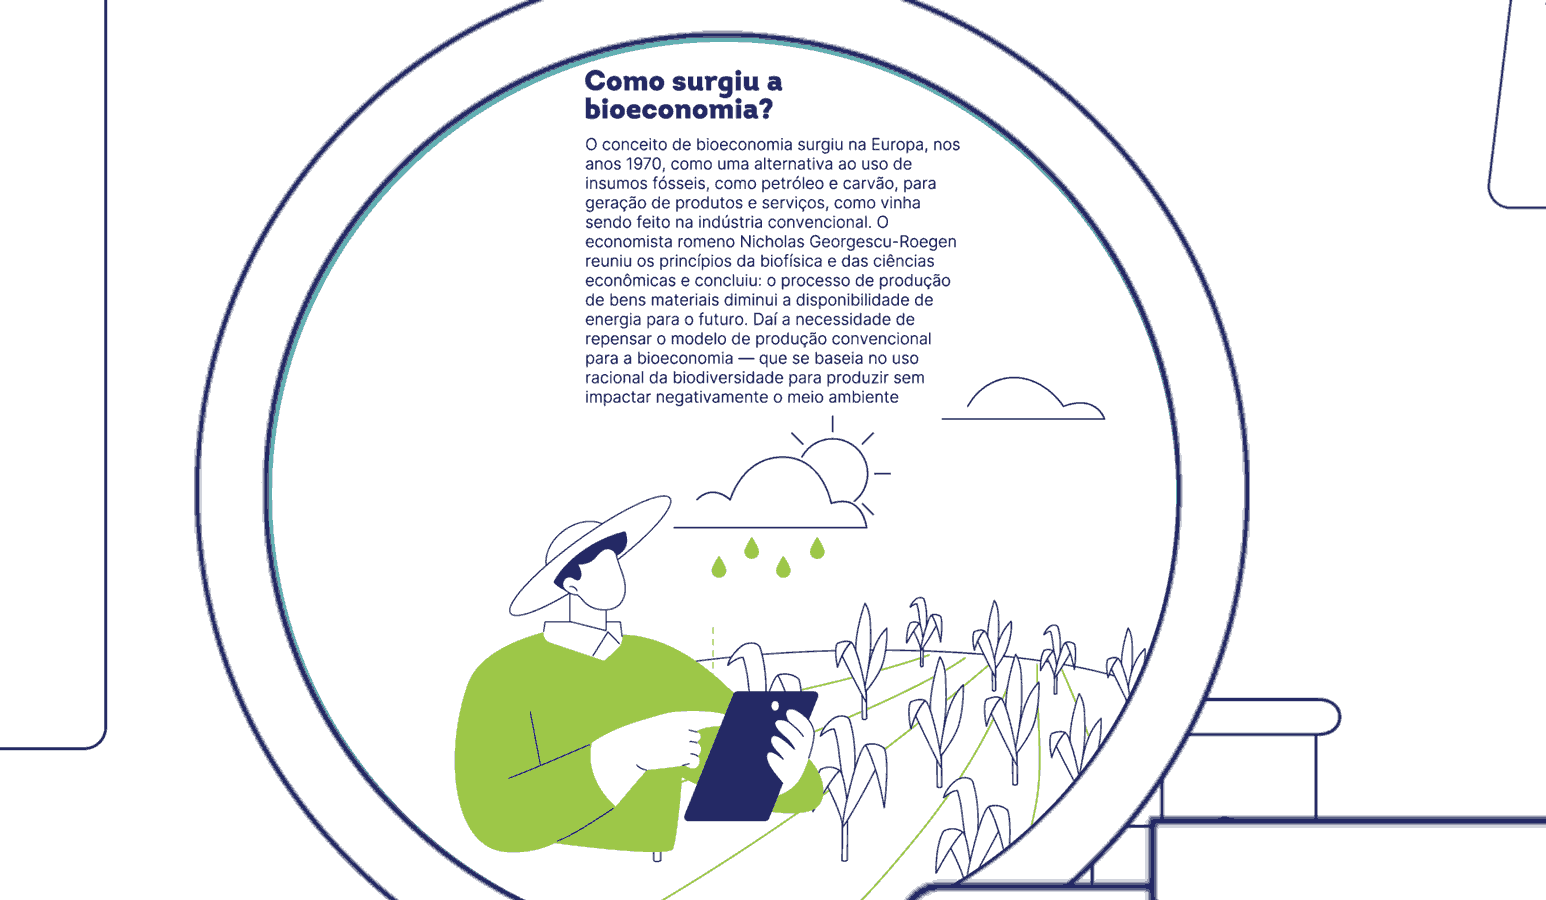 Como surgiu a
bioeconomia?
O conceito de bioeconomia surgiu na Europa, nos
anos 1970, como uma alternativa ao uso de
insumos fósseis, como petróleo e carvão, para
geração de produtos e serviços, como vinha
sendo feito na indústria convencional. O
economista romeno Nicholas Georgescu-Roegen
reuniu os princípios da biofísica e das ciências
econômicas e concluiu: o processo de produção
de bens materiais diminui a disponibilidade de
energia para o futuro. Daí a necessidade de
repensar o modelo de produção convencional
para a bioeconomia — que se baseia no uso
racional da biodiversidade para produzir sem
impactar negativamente o meio ambiente